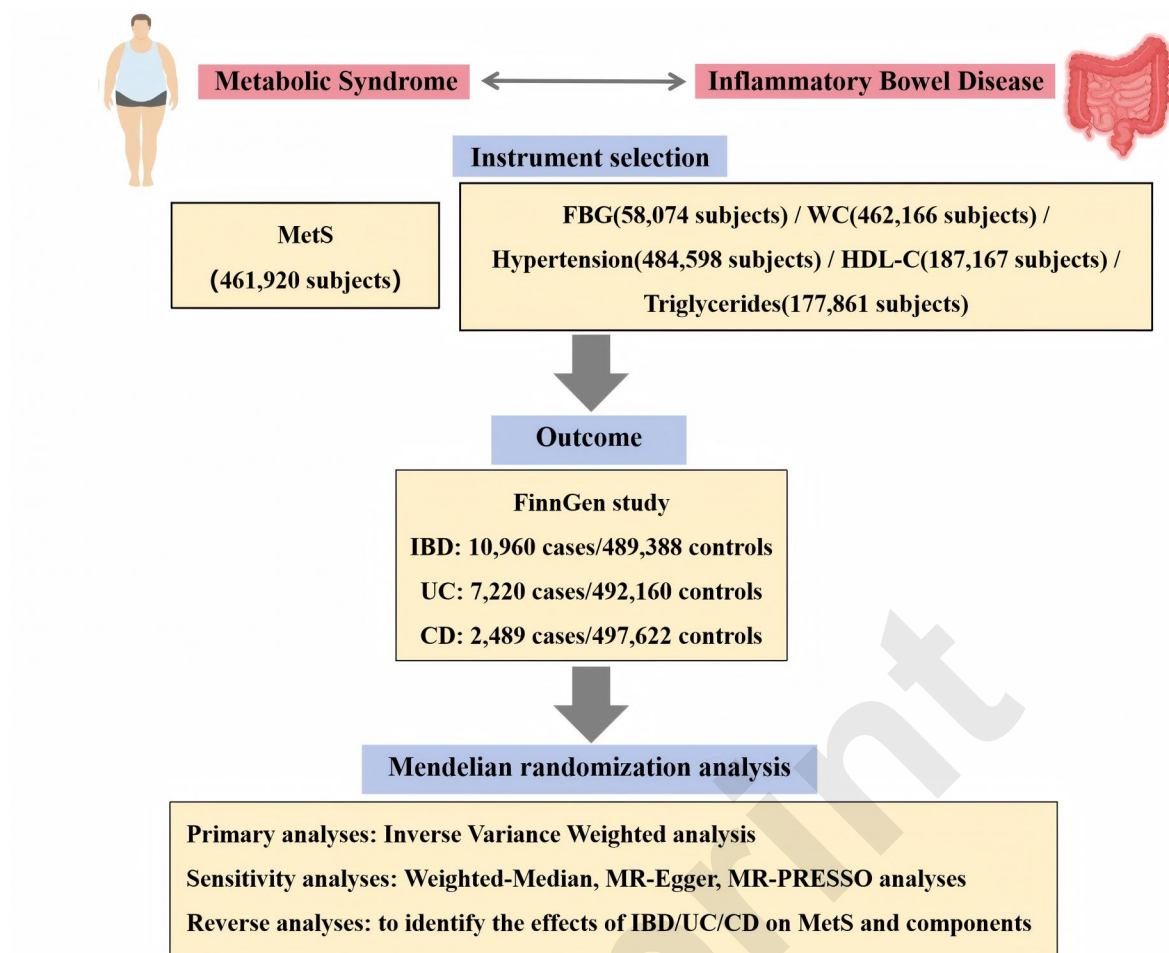 Metabolic Syndrome
Inflammatory Bowel Disease
Instrument selection
MetS
(461,920 subjects)
FBG(58,074 subjects) / WC(462,166 subjects) /
Hypertension(484,598 subjects) / HDL-C(187,167 subjects) /
Triglycerides(177,861 subjects)
Outcome
FinnGen study
IBD: 10,960 cases/489,388 controls
UC: 7,220 cases/492,160 controls
CD: 2,489 cases/497,622 controls
Mendelian randomization analysis
Primary analyses: Inverse Variance Weighted analysis
Sensitivity analyses: Weighted-Median, MR-Egger, MR-PRESSO analyses
Reverse analyses: to identify the effects of IBD/UC/CD on MetS and components
rint